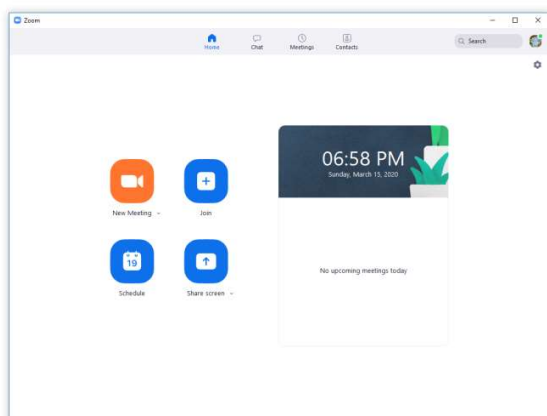 Zoom
Home
Chat
Meetings
Contacts
Search
06:58 PM
Sunday, March 15, 2020
New Meeting
Join
19
Schedule
Share screen
No upcoming meetings today